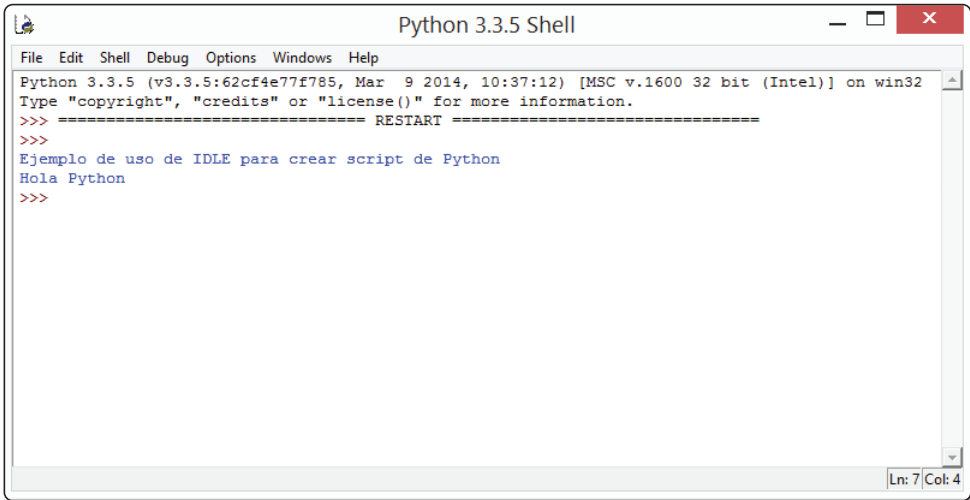 Python 3.3.5 Shell
File Edit Shell Debug Options Windows Help
Python 3.3.5 (v3.3.5:62cf4e77f785, Mar  9 2014, 10:37:12) [MSC v.1600 32 bit (Intel)] on win32
Type "copyright", "credits" or "license()" for more information.
>>> ================================ RESTART ================================
>>>
Ejemplo de uso de IDLE para crear script de Python
Hola Python
>>>
Ln: 7 Col: 4